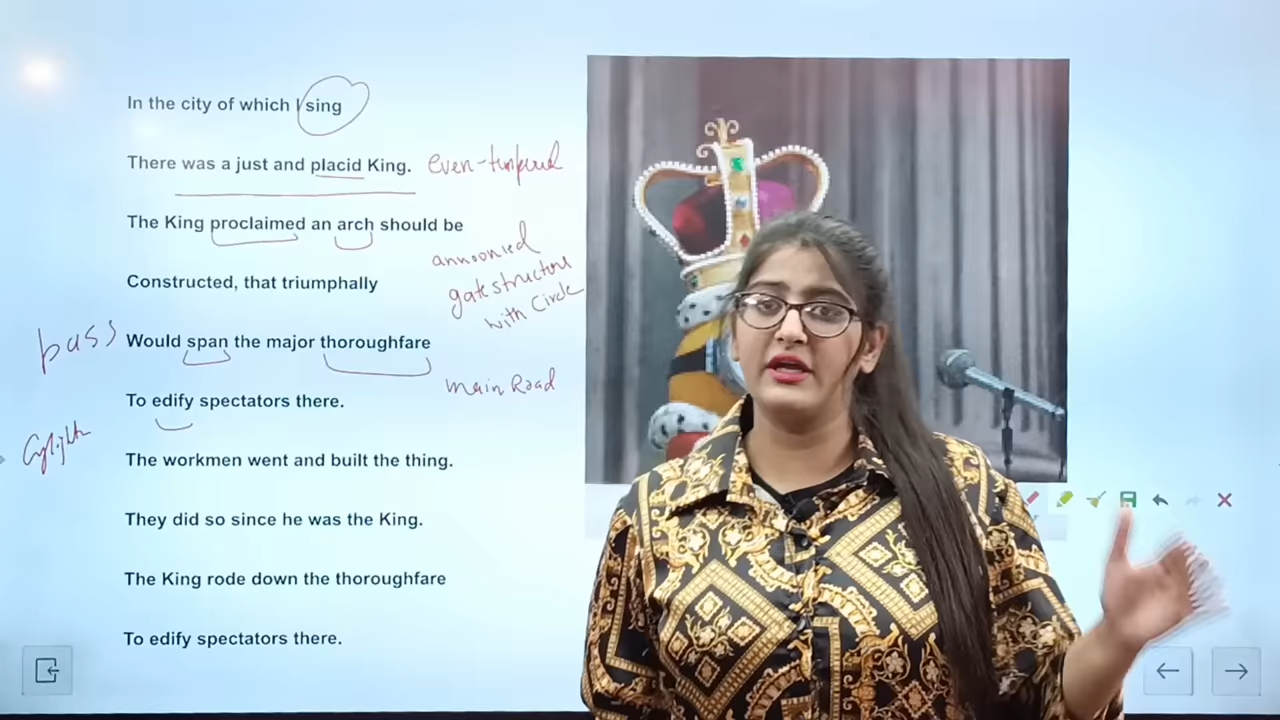 In the city of which I sing
There was a just and placid King. even-tempered
The King proclaimed an arch should be
announied
Constructed, that triumphally
gate structure
with Circle
pass Would span the major thoroughfare
main Road
To edify spectators there.
The workmen went and built the thing.
They did so since he was the King.
The King rode down the thoroughfare
To edify spectators there.